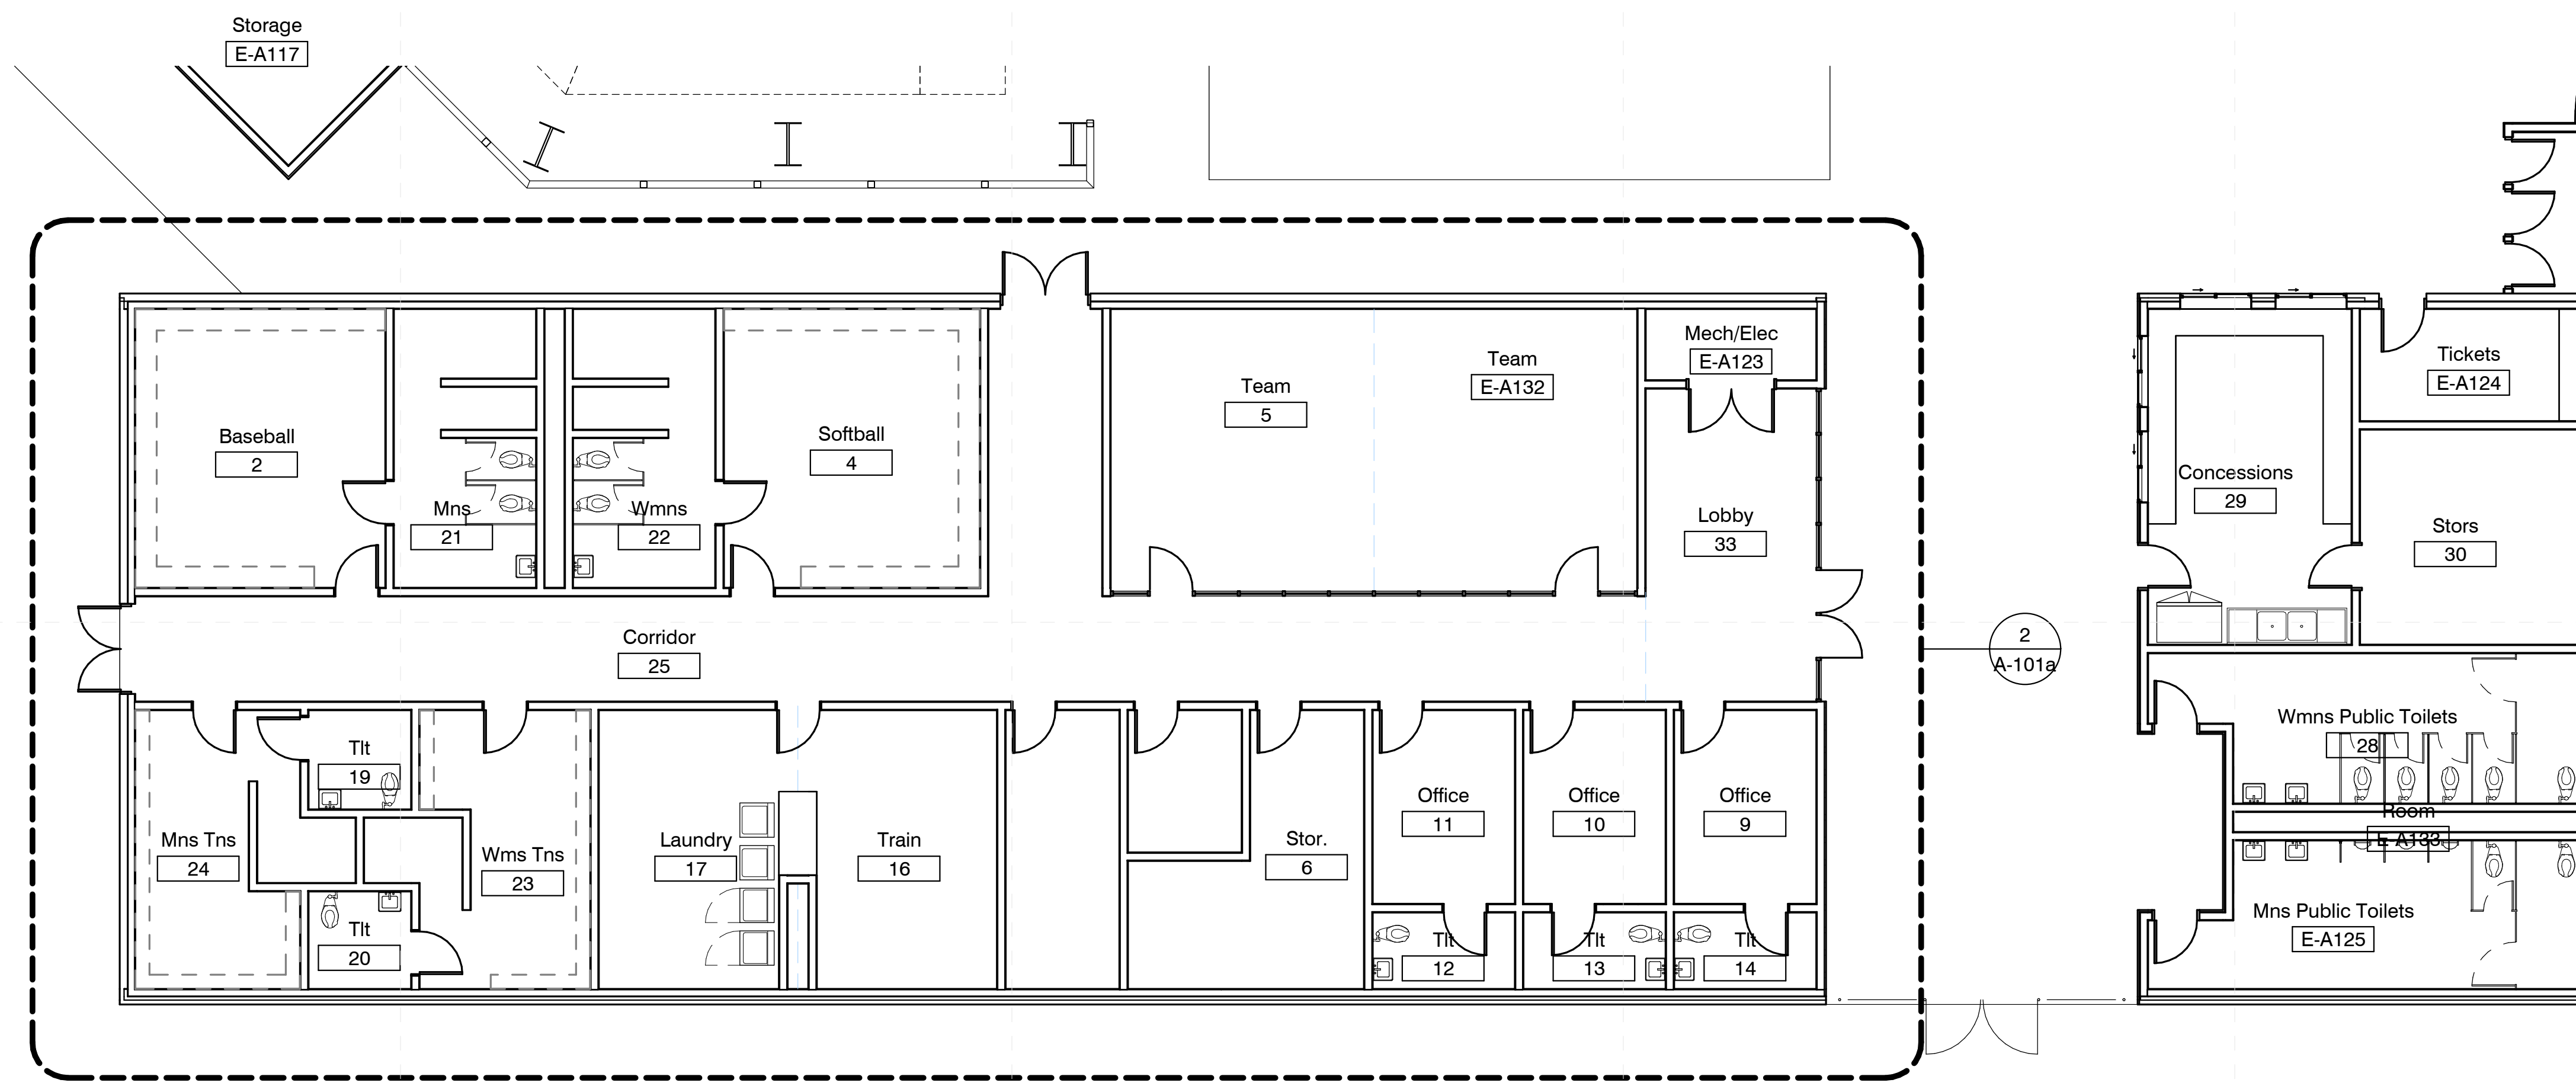 Storage
E-A117
Mech/Elec
E-A123
Team
E-A132
Team
5
Tickets
E-A124
Baseball
2
Softball
4
Concessions
29
Mns
21
Wmns
22
Lobby
33
Stors
30
Corridor
25
2
A-101a
Wmns Public Toilets
28
Tlt
19
Office
11
Office
10
Office
9
Room
E-A133
Mns Tns
24
Wms Tns
23
Laundry
17
Train
16
Stor.
6
Mns Public Toilets
E-A125
Tlt
20
Tlt
12
Tlt
13
Tlt
14